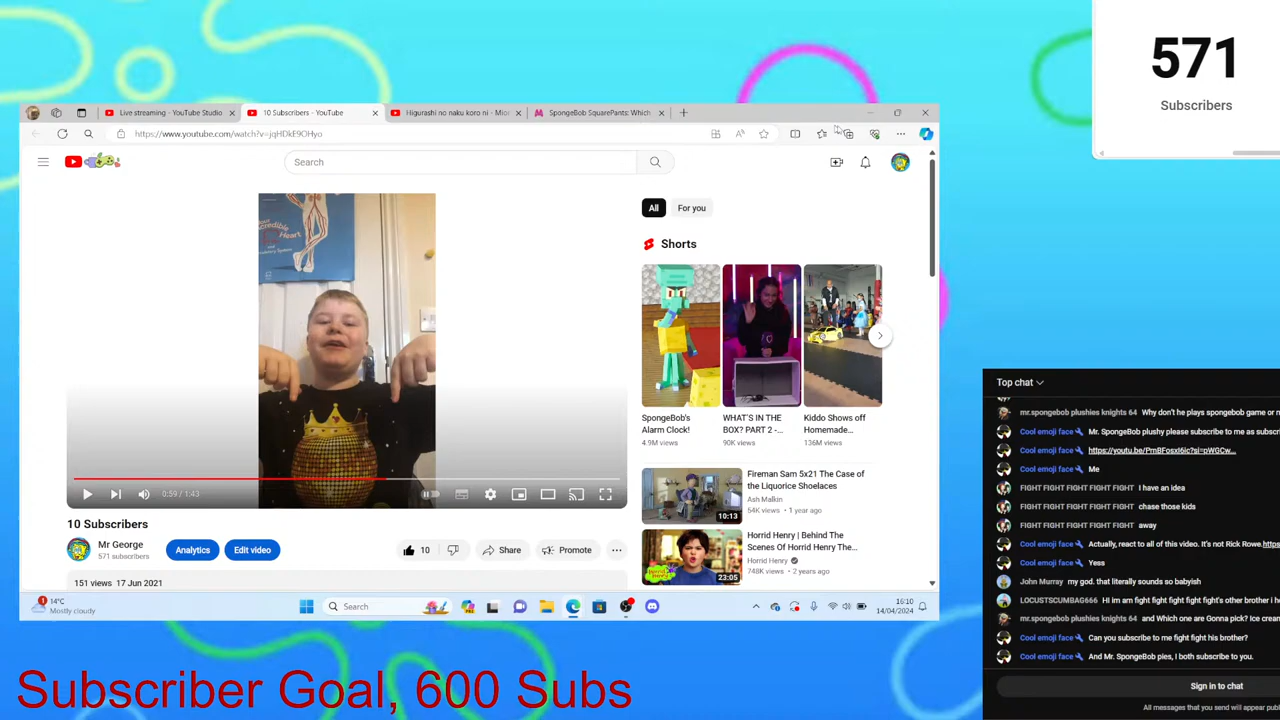 571
Subscribers
Live streaming - YouTube Studio
10 Subscribers - YouTube
Higurashi no naku koro ni - Mio
SpongeBob SquarePants: Which
https://www.youtube.com/watch?v=jqHDkE9OHyo
Search
All
For you
Shorts
SpongeBob's
Alarm Clock!
4.9M views
WHAT'S IN THE
BOX? PART 2 -...
90K views
Kiddo Shows off
Homemade...
136M views
Fireman Sam 5x21 The Case of
the Liquorice Shoelaces
Ash Malkin
54K views • 1 year ago
10:13
Horrid Henry | Behind The
Scenes Of Horrid Henry The...
Horrid Henry
748K views • 2 years ago
23:05
0:59 / 1:43
10 Subscribers
Mr George
571 subscribers
Analytics
Edit video
10
Share
Promote
151 views 17 Jun 2021
14°C
Mostly cloudy
Search
16:10
14/04/2024
Top chat
mr.spongebob plushies knights 64 Why don't he plays spongebob game or
Cool emoji face Mr. SpongeBob plushy please subscribe to me as subscri
Cool emoji face
Cool emoji face Me
FIGHT FIGHT FIGHT FIGHT FIGHT I have an idea
FIGHT FIGHT FIGHT FIGHT FIGHT chase those kids
FIGHT FIGHT FIGHT FIGHT FIGHT away
Cool emoji face Actually, react to all of this video. It's not Rick Rowe.
Cool emoji face Yess
John Murray my god. that literally sounds so babyish
LOCUSTSCUMBAG666 Hi im am fight fight fight fight fight's other brother i h
mr.spongebob plushies knights 64 and Which one are Gonna pick? Ice crean
Cool emoji face Can you subscribe to me fight fight his brother?
Cool emoji face And Mr. SpongeBob pies, I both subscribe to you.
Sign in to chat
All messages that you send will appear publ
Subscriber Goal, 600 Subs